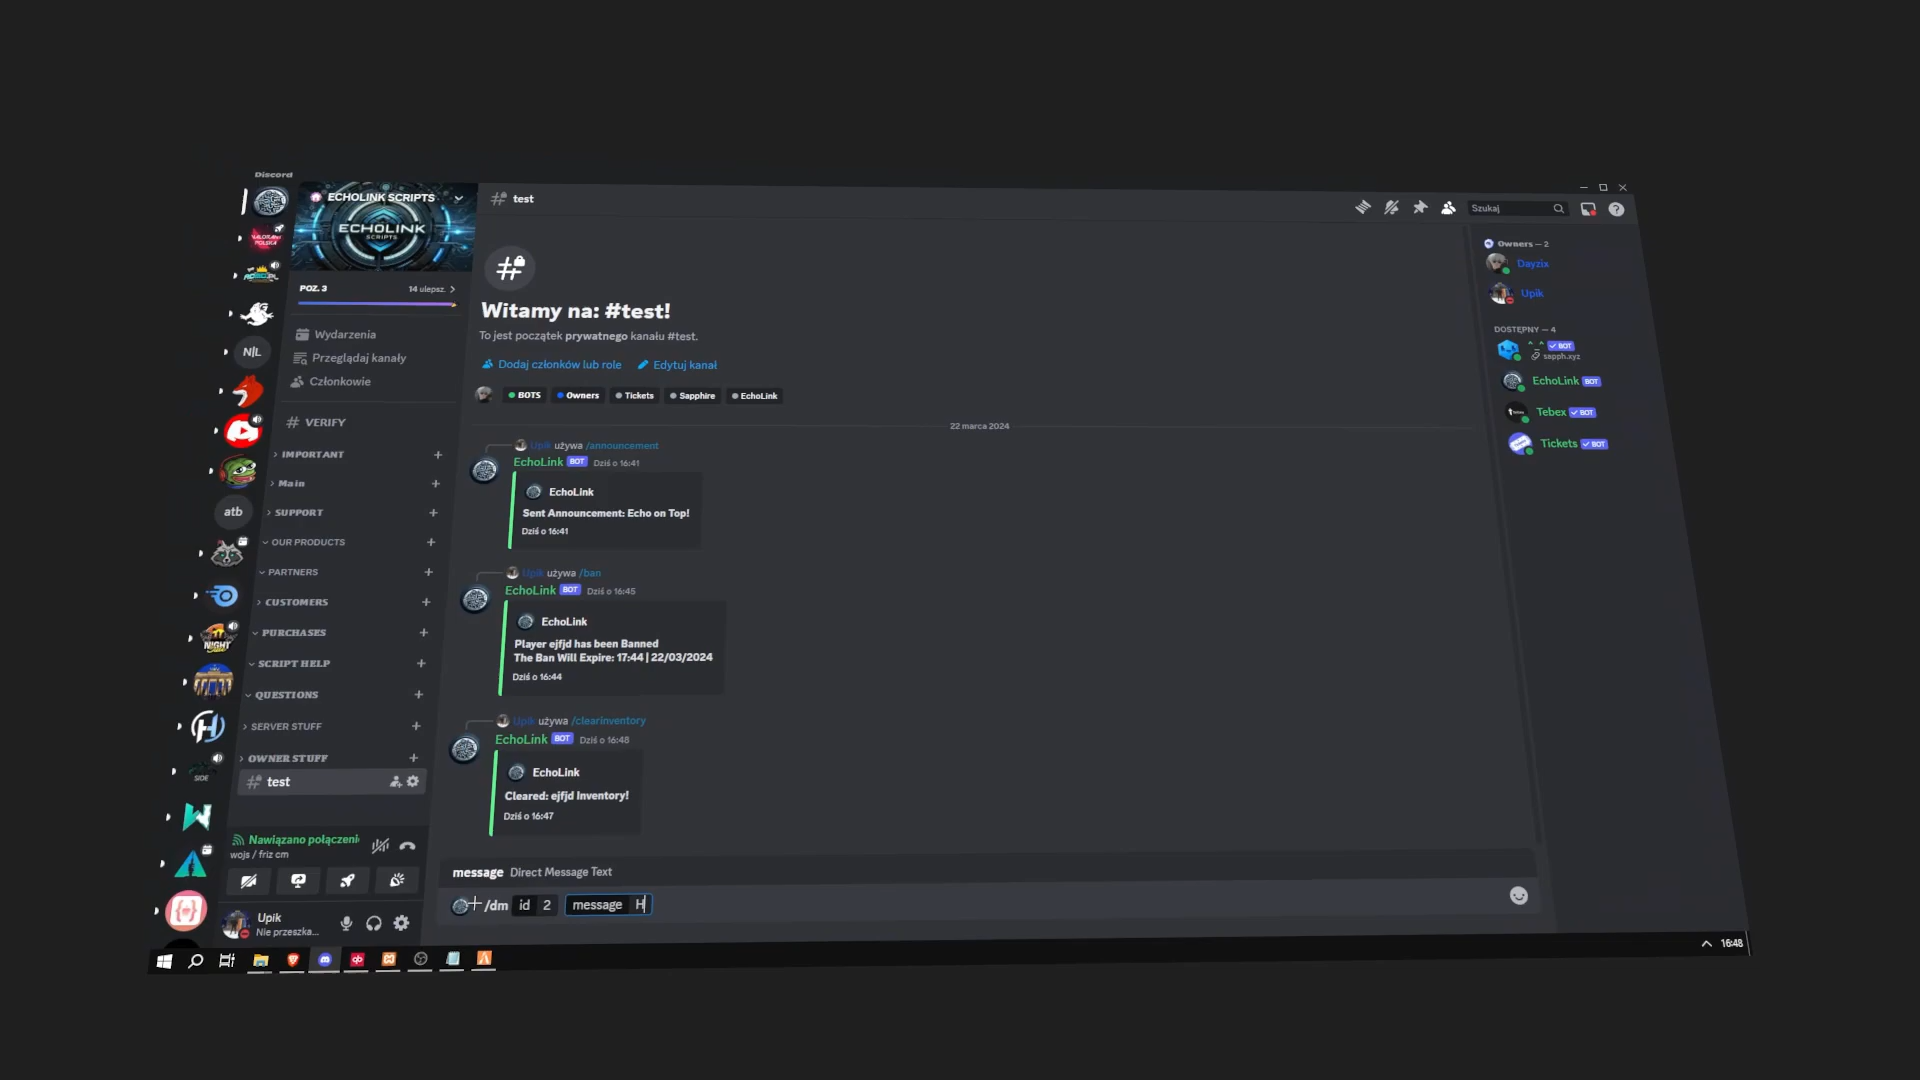 Discord
ECHOLINK SCRIPTS
ECHOLINK
SCRIPTS
POZ. 3
14 ulepsz.
Wydarzenia
Przeglądaj kanały
Członkowie
VERIFY
IMPORTANT
Main
SUPPORT
OUR PRODUCTS
PARTNERS
CUSTOMERS
PURCHASES
SCRIPT HELP
QUESTIONS
SERVER STUFF
OWNER STUFF
test
N|L
atb
NIGHT
SIDE
Nawiązano połączeni
wojs / friz cm
Upik
Nie przeszka...
test
Szukaj
Witamy na: #test!
To jest początek prywatnego kanału #test.
Dodaj członków lub role
Edytuj kanał
BOTS
Owners
Tickets
Sapphire
EchoLink
22 marca 2024
Upik używa /announcement
EchoLink BOT Dziś o 16:41
EchoLink
Sent Announcement: Echo on Top!
Dziś o 16:41
Upik używa /ban
EchoLink BOT Dziś o 16:45
EchoLink
Player ejfjd has been Banned
The Ban Will Expire: 17:44 | 22/03/2024
Dziś o 16:44
Upik używa /clearinventory
EchoLink BOT Dziś o 16:48
EchoLink
Cleared: ejfjd Inventory!
Dziś o 16:47
message Direct Message Text
/dm id 2 message H
Owners — 2
Dayzix
Upik
DOSTĘPNY — 4
^_^ BOT
sapph.xyz
EchoLink BOT
Tebex BOT
Tickets BOT
16:48